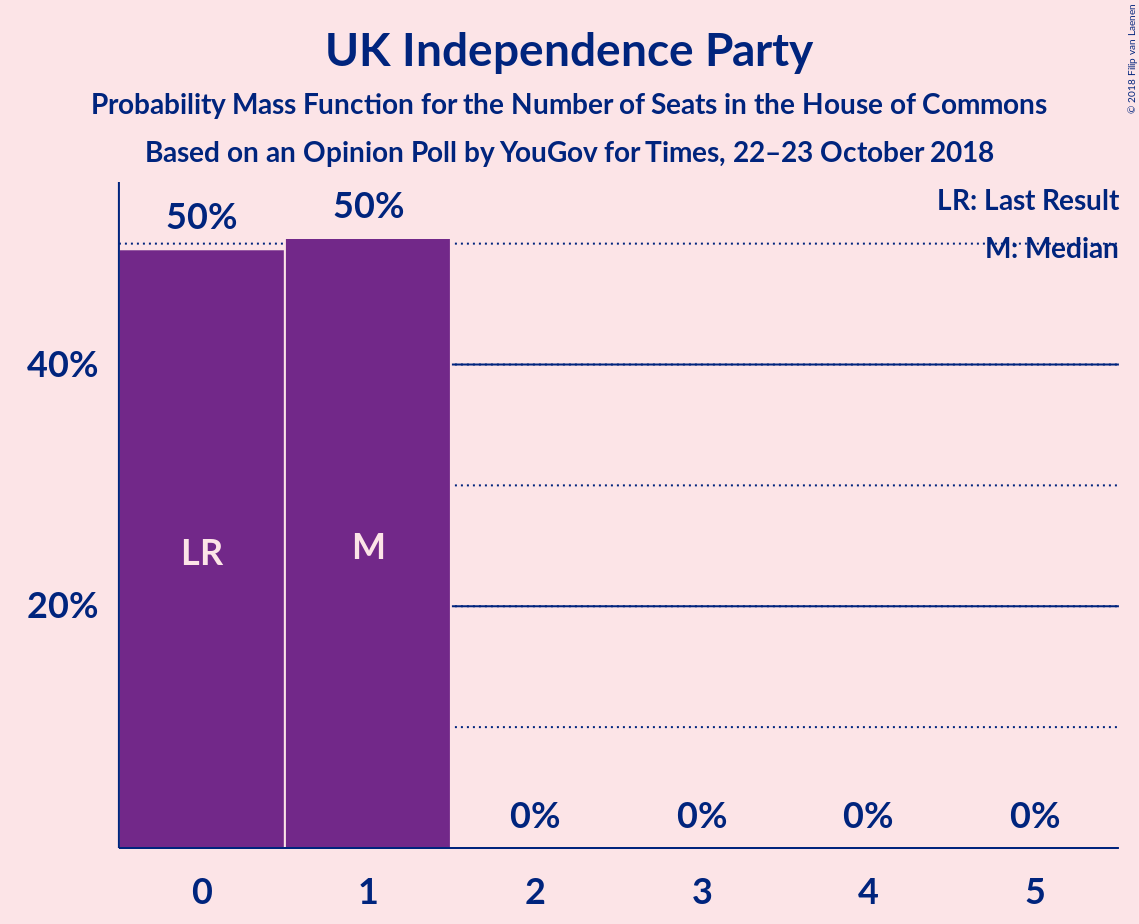 UK Independence Party
Probability Mass Function for the Number of Seats in the House of Commons
Based on an Opinion Poll by YouGov for Times, 22–23 October 2018
© 2018 Filip van Laenen
LR: Last Result
M: Median
50%
50%
40%
20%
LR
M
0%
0%
0%
0%
0
1
2
3
4
5